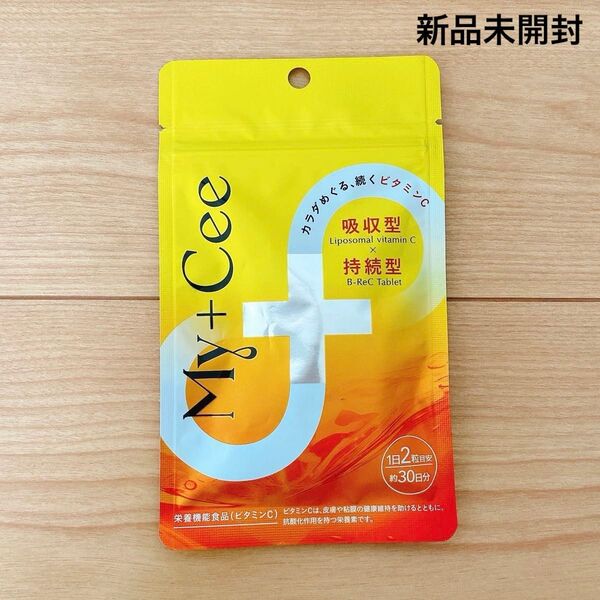 新品未開封
カラダめぐる、続くビタミンC
吸収型
Liposomal vitamin C
×
持続型
B-ReC Tablet
My+Cee
1日2粒目安
約30日分
栄養機能食品(ビタミンC)
ビタミンCは、皮膚や粘膜の健康維持を助けるとともに、
抗酸化作用を持つ栄養素です。